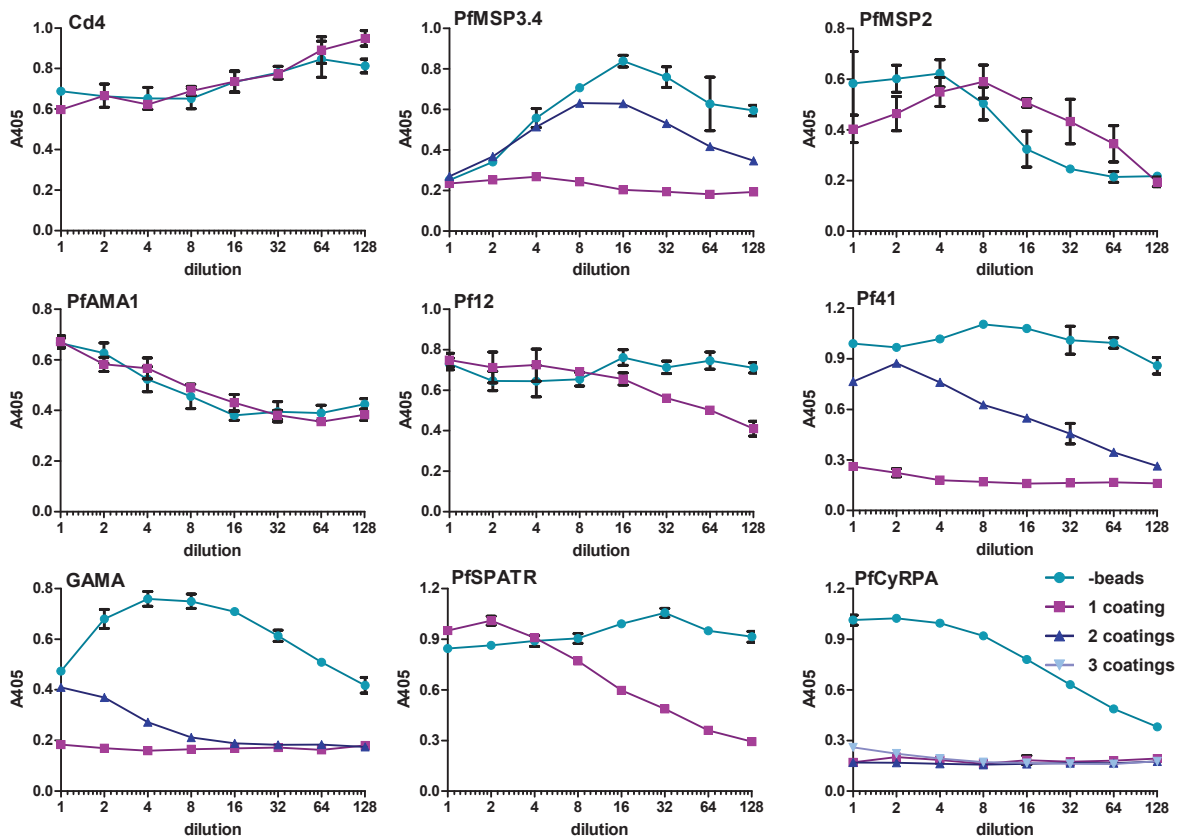 Cd4
1.0
0.8
0.6
0.4
0.2
0.0
A405
1 2 4 8 16 32 64 128
dilution
PfMSP3.4
1.0
0.8
0.6
0.4
0.2
0.0
A405
1 2 4 8 16 32 64 128
dilution
PfMSP2
0.8
0.6
0.4
0.2
0.0
A405
1 2 4 8 16 32 64 128
dilution
PfAMA1
0.8
0.6
0.4
0.2
0.0
A405
1 2 4 8 16 32 64 128
dilution
Pf12
1.0
0.8
0.6
0.4
0.2
0.0
A405
1 2 4 8 16 32 64 128
dilution
Pf41
1.2
0.9
0.6
0.3
0.0
A405
1 2 4 8 16 32 64 128
dilution
GAMA
0.8
0.6
0.4
0.2
0.0
A405
1 2 4 8 16 32 64 128
dilution
PfSPATR
1.2
0.9
0.6
0.3
0.0
A405
1 2 4 8 16 32 64 128
dilution
PfCyRPA
1.2
0.9
0.6
0.3
0.0
A405
1 2 4 8 16 32 64 128
dilution
-beads
1 coating
2 coatings
3 coatings